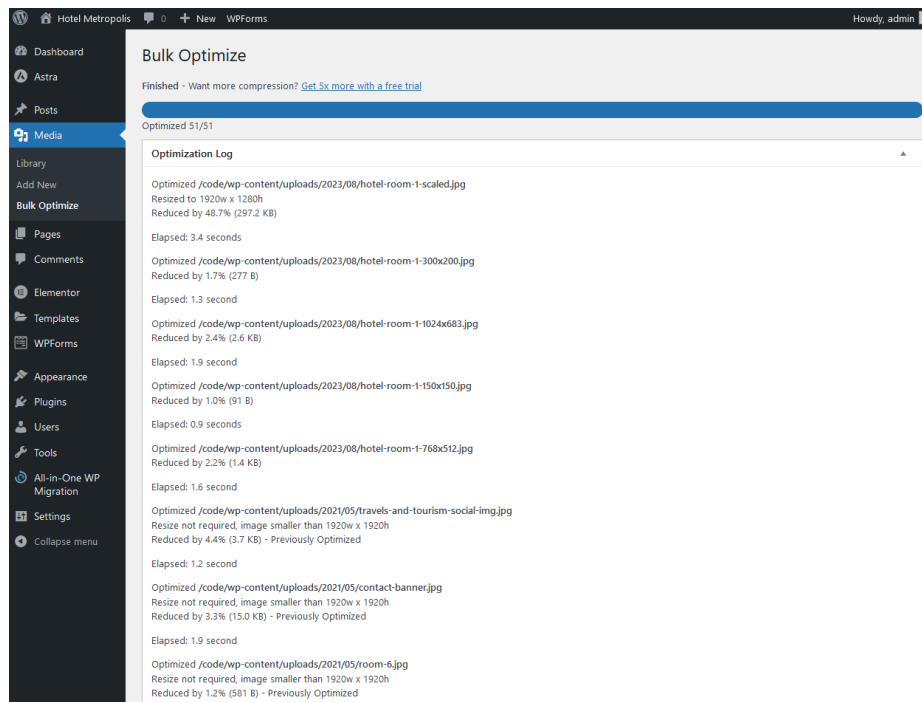 Hotel Metropolis 0 + New WPForms Howdy, admin
Dashboard
Astra
Posts
Media
Library
Add New
Bulk Optimize
Pages
Comments
Elementor
Templates
WPForms
Appearance
Plugins
Users
Tools
All-in-One WP
Migration
Settings
Collapse menu
Bulk Optimize
Finished - Want more compression? Get 5x more with a free trial
Optimized 51/51
Optimization Log
Optimized /code/wp-content/uploads/2023/08/hotel-room-1-scaled.jpg
Resized to 1920w x 1280h
Reduced by 48.7% (297.2 KB)
Elapsed: 3.4 seconds
Optimized /code/wp-content/uploads/2023/08/hotel-room-1-300x200.jpg
Reduced by 1.7% (277 B)
Elapsed: 1.3 second
Optimized /code/wp-content/uploads/2023/08/hotel-room-1-1024x683.jpg
Reduced by 2.4% (2.6 KB)
Elapsed: 1.9 second
Optimized /code/wp-content/uploads/2023/08/hotel-room-1-150x150.jpg
Reduced by 1.0% (91 B)
Elapsed: 0.9 seconds
Optimized /code/wp-content/uploads/2023/08/hotel-room-1-768x512.jpg
Reduced by 2.2% (1.4 KB)
Elapsed: 1.6 second
Optimized /code/wp-content/uploads/2021/05/travels-and-tourism-social-img.jpg
Resize not required, image smaller than 1920w x 1920h
Reduced by 4.4% (3.7 KB) - Previously Optimized
Elapsed: 1.2 second
Optimized /code/wp-content/uploads/2021/05/contact-banner.jpg
Resize not required, image smaller than 1920w x 1920h
Reduced by 3.3% (15.0 KB) - Previously Optimized
Elapsed: 1.9 second
Optimized /code/wp-content/uploads/2021/05/room-6.jpg
Resize not required, image smaller than 1920w x 1920h
Reduced by 1.2% (581 B) - Previously Optimized